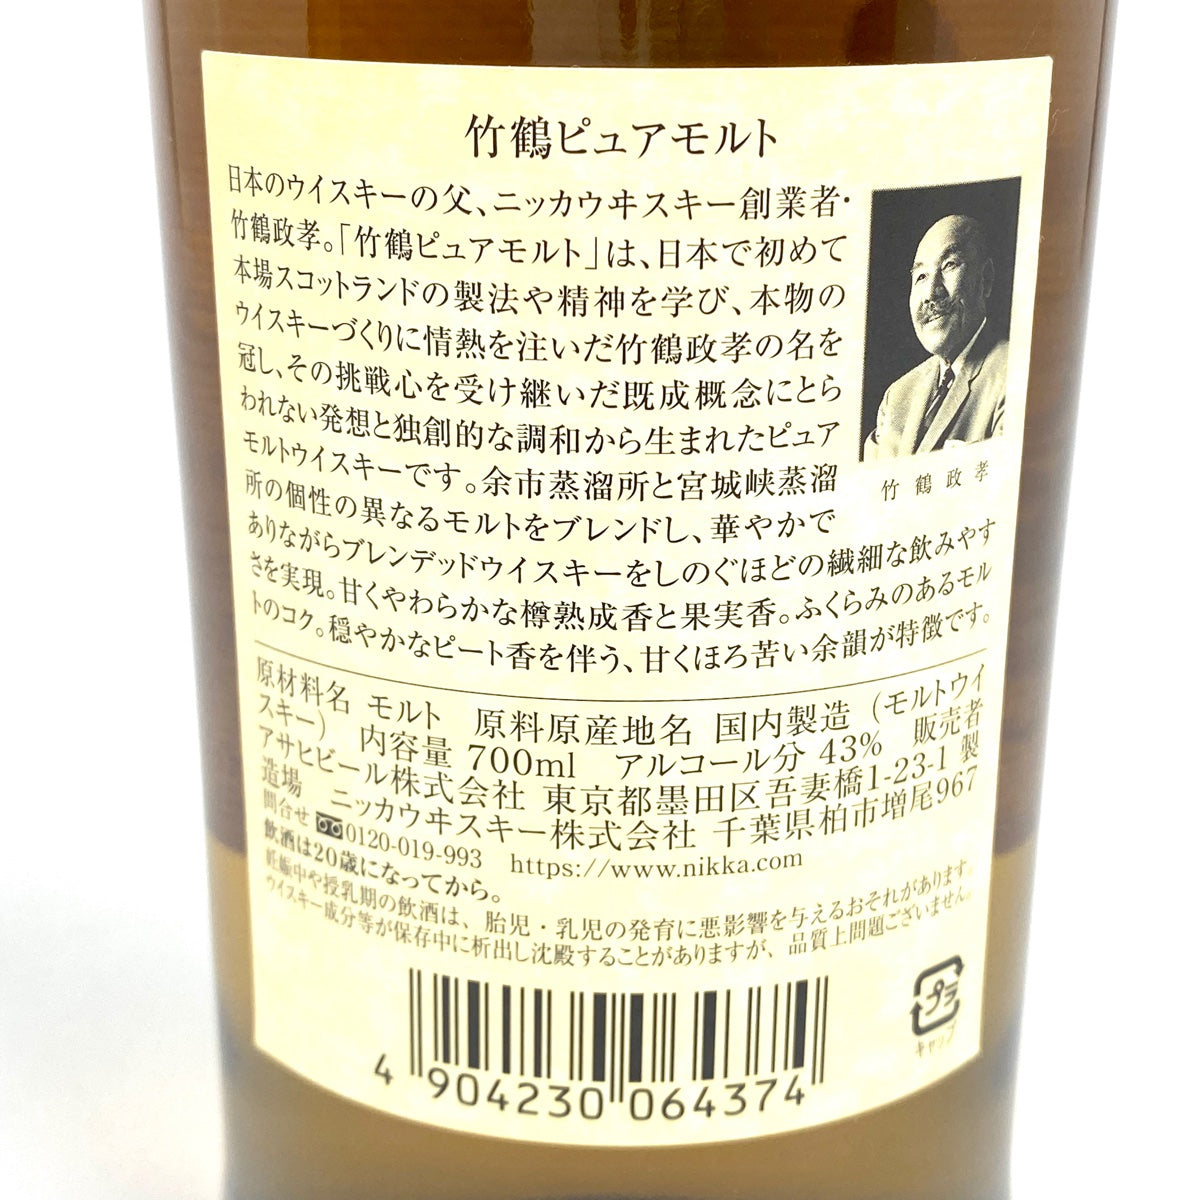 竹鶴ピュアモルト
日本のウイスキーの父、ニッカウヰスキー創業者・
竹鶴政孝。「竹鶴ピュアモルト」は、日本で初めて
本場スコットランドの製法や精神を学び、本物の
ウイスキーづくりに情熱を注いだ竹鶴政孝の名を
冠し、その挑戦心を受け継いだ既成概念にとら
われない発想と独創的な調和から生まれたピュア
モルトウイスキーです。余市蒸溜所と宮城峡蒸溜
所の個性の異なるモルトをブレンドし、華やかで
ありながらブレンデッドウイスキーをしのぐほどの繊細な飲みやす
さを実現。甘くやわらかな樽熟成香と果実香。ふくらみのあるモル
トのコク。穏やかなピート香を伴う、甘くほろ苦い余韻が特徴です。
竹鶴政孝
原材料名 モルト 原料原産地名 国内製造（モルトウイ
スキー） 内容量 700ml アルコール分 43% 販売者
アサヒビール株式会社 東京都墨田区吾妻橋1-23-1 製
造場 ニッカウヰスキー株式会社 千葉県柏市増尾967
問合せ 0120-019-993 https://www.nikka.com
飲酒は20歳になってから。
妊娠中や授乳期の飲酒は、胎児・乳児の発育に悪影響を与えるおそれがあります。
ウイスキー成分等が保存中に析出し沈殿することがありますが、品質上問題ございません。
プラ
キャップ
4 904230 064374